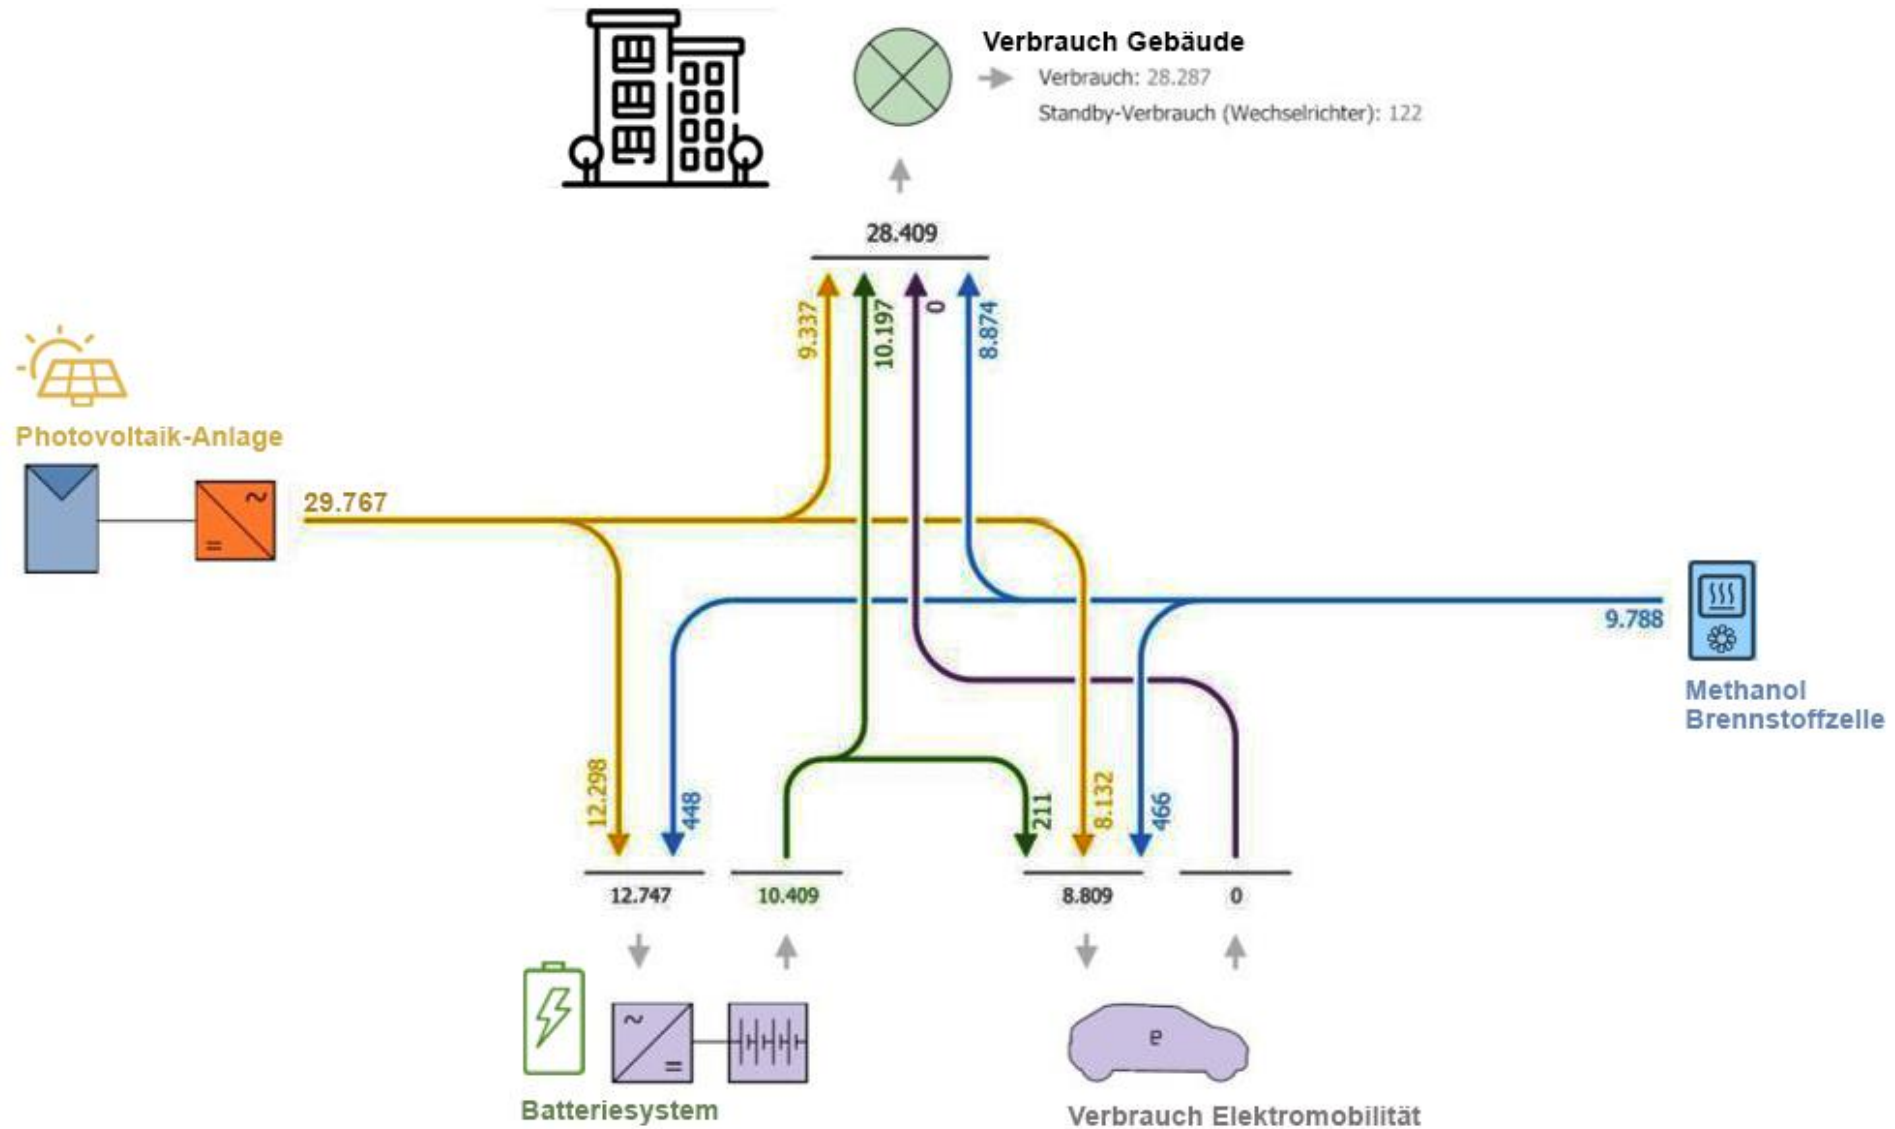 Verbrauch Gebäude
Verbrauch: 28.287
Standby-Verbrauch (Wechselrichter): 122
28.409
9.337
10.197
0
8.874
Photovoltaik-Anlage
29.767
9.788
Methanol
Brennstoffzelle
12.298
448
211
8.132
466
12.747
10.409
8.809
0
e
Batteriesystem
Verbrauch Elektromobilität